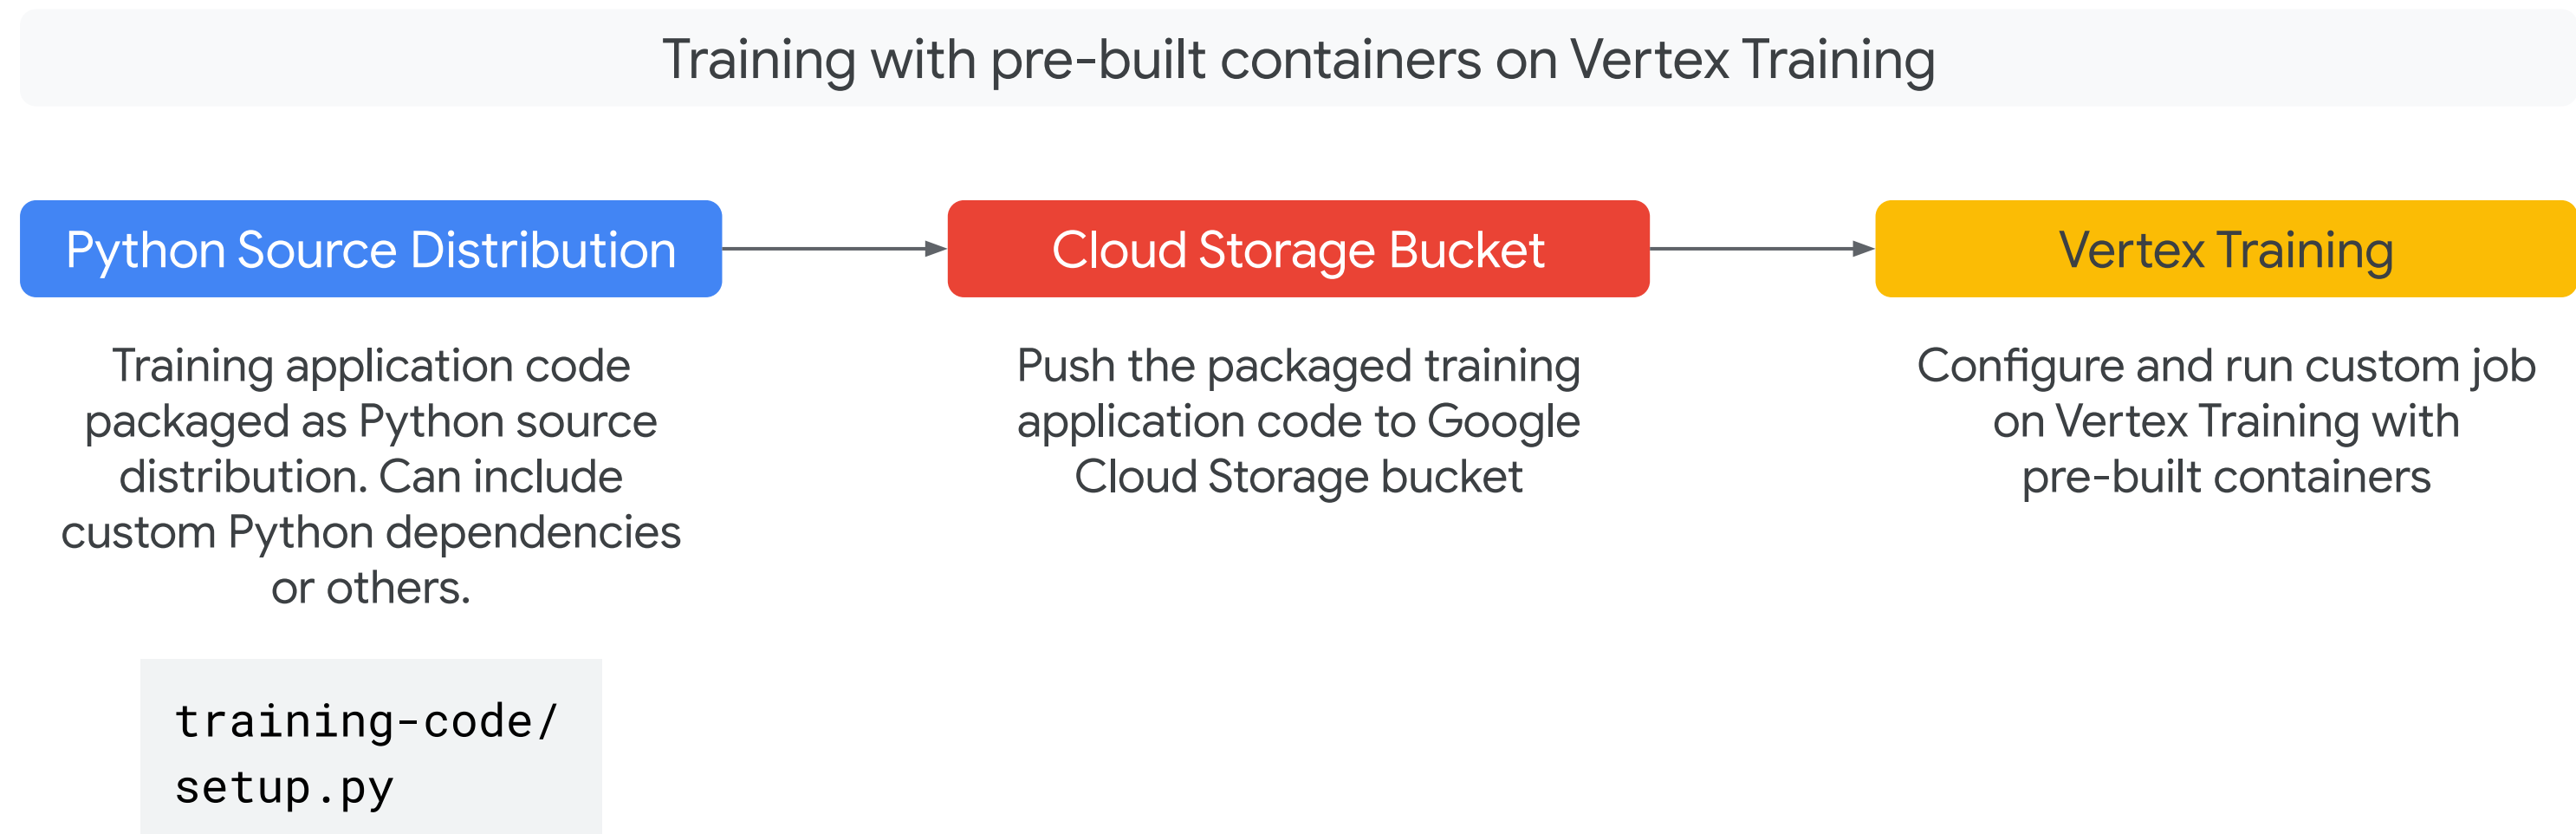 Training with pre-built containers on Vertex Training
Python Source Distribution
Training application code
packaged as Python source
distribution. Can include
custom Python dependencies
or others.
training-code/
setup.py
Cloud Storage Bucket
Push the packaged training
application code to Google
Cloud Storage bucket
Vertex Training
Configure and run custom job
on Vertex Training with
pre-built containers